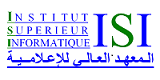 INSTITUT
SUPERIEUR
INFORMATIQUE
ISI
المعهد العالي للإعلامية